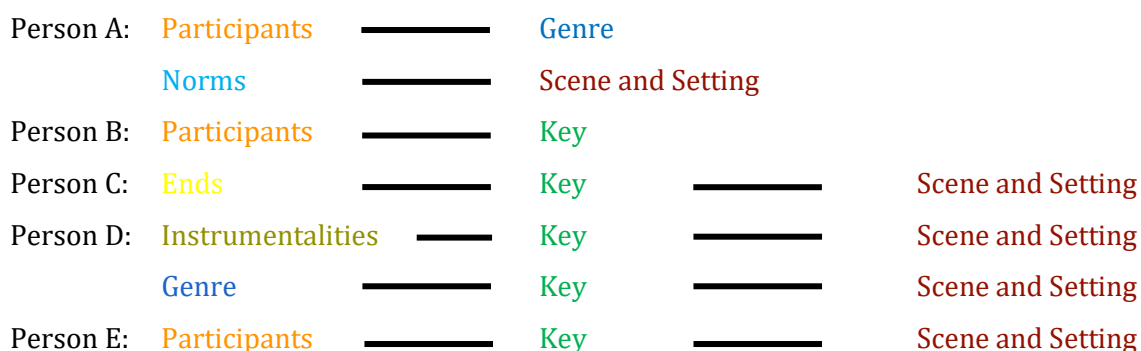 Person A: Participants Genre
Norms Scene and Setting
Person B: Participants Key
Person C: Ends Key Scene and Setting
Person D: Instrumentalities Key Scene and Setting
Genre Key Scene and Setting
Person E: Participants Key Scene and Setting